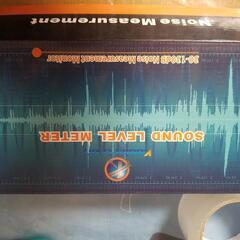 Noise Measurement
30-130dB Noise Measurement Monitor
SOUND LEVEL METER